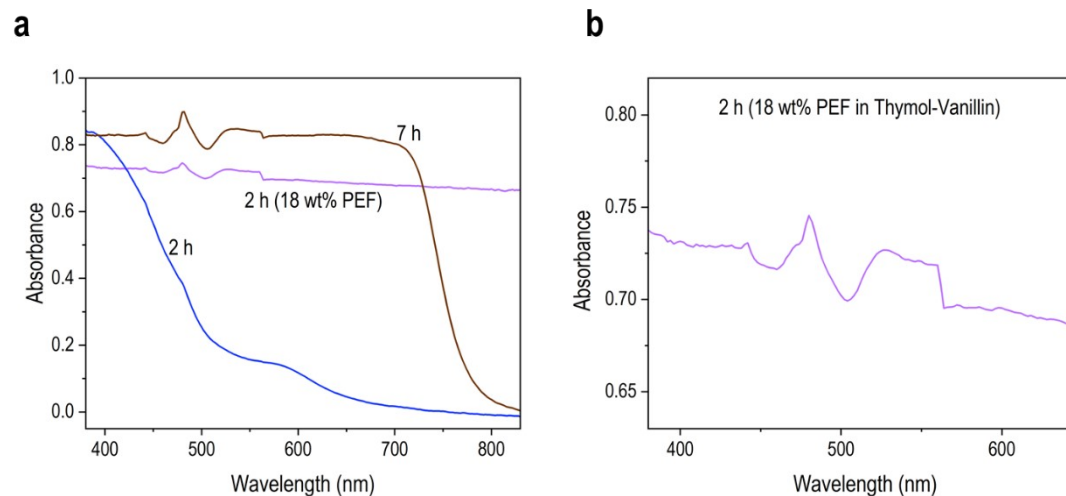 a
1.0
0.8
0.6
0.4
0.2
0.0
Absorbance
7 h
2 h (18 wt% PEF)
2 h
400 500 600 700 800
Wavelength (nm)
b
2 h (18 wt% PEF in Thymol-Vanillin)
0.80
0.75
0.70
0.65
Absorbance
400 500 600
Wavelength (nm)